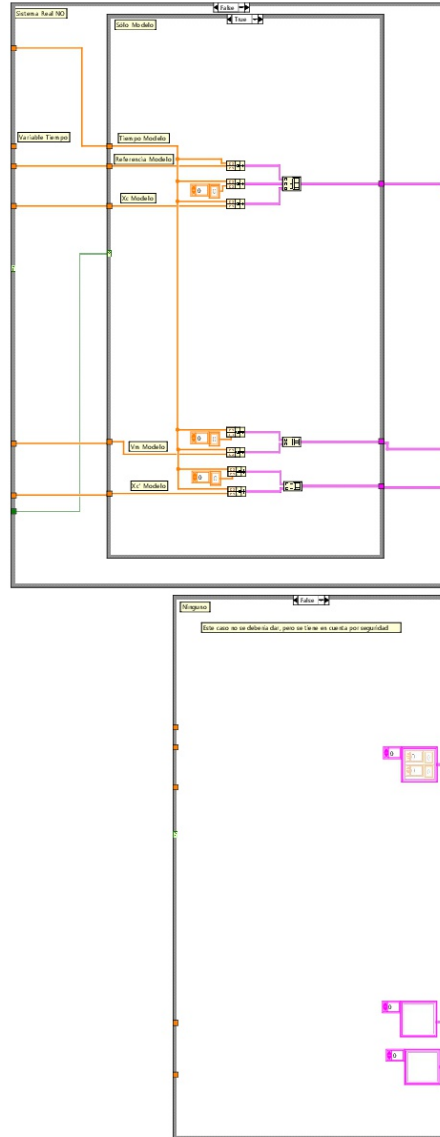 False
Sistema Real NO
True
Sólo Modelo
Variable Tiempo
Tiempo Modelo
Referencia Modelo
0
Xc Modelo
0
Vm Modelo
0
Xc' Modelo
False
Ninguno
Este caso no se debería dar, pero se tiene en cuenta por seguridad
0
0
0